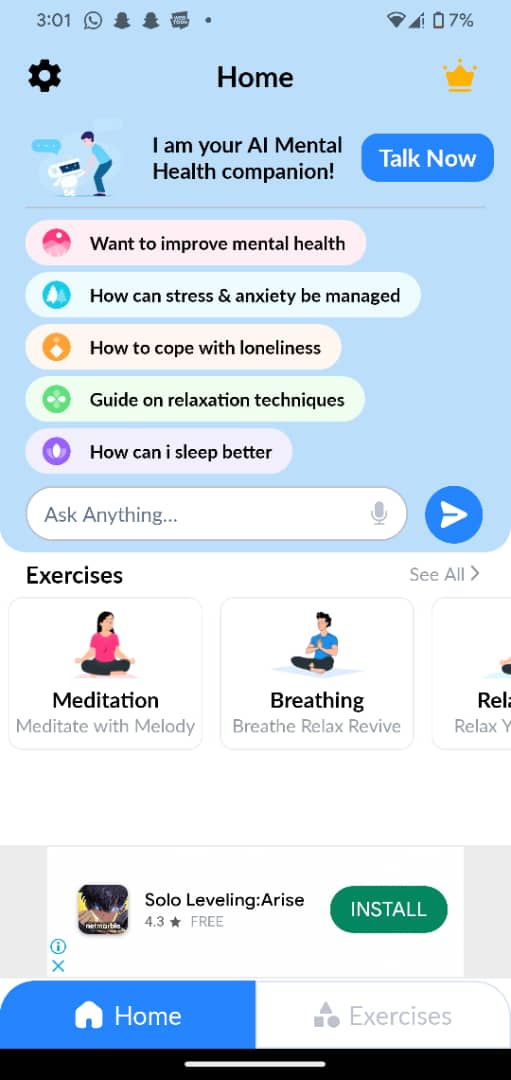 3:01
7%
Home
I am your AI Mental
Health companion!
Talk Now
Want to improve mental health
How can stress & anxiety be managed
How to cope with loneliness
Guide on relaxation techniques
How can i sleep better
Ask Anything...
Exercises
See All
Meditation
Meditate with Melody
Breathing
Breathe Relax Revive
Rela
Relax Y
netmarble
Solo Leveling:Arise
4.3 ★ FREE
INSTALL
Home
Exercises